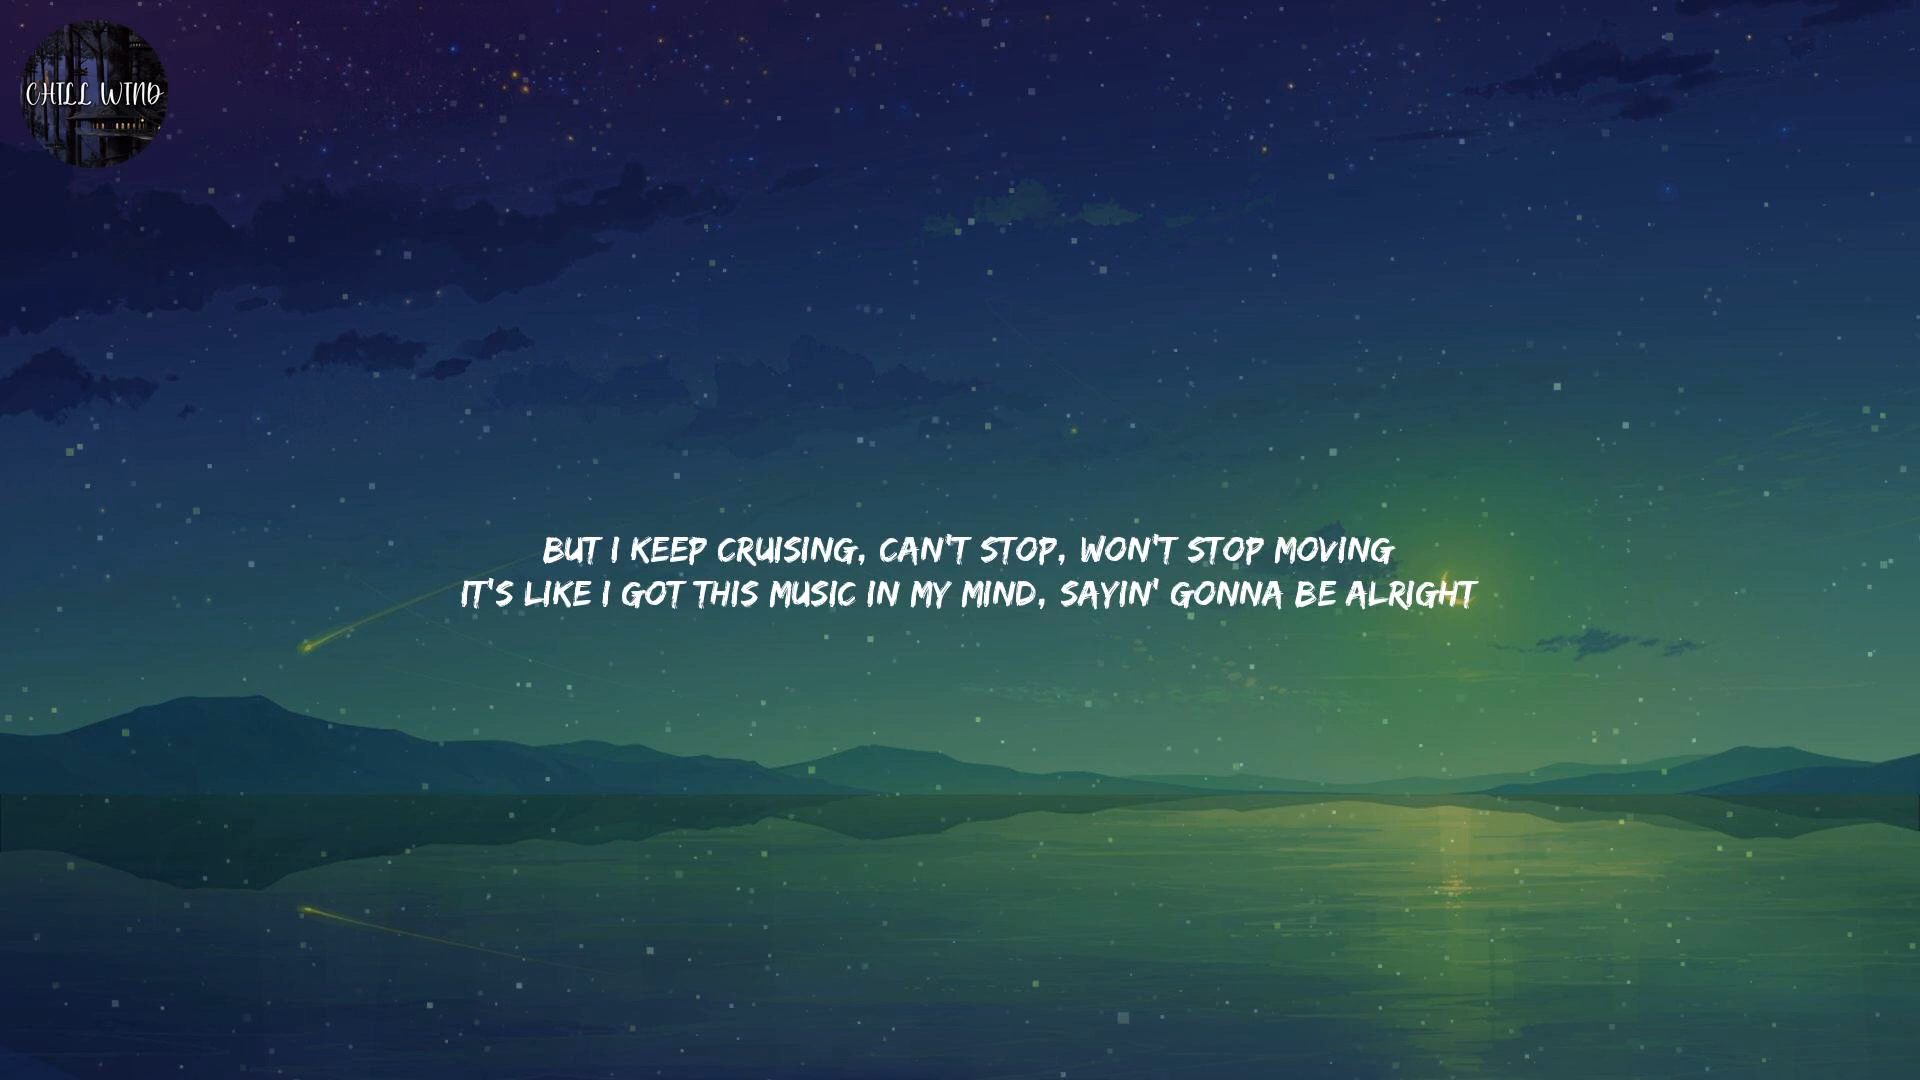 CHILL WIND
BUT I KEEP CRUISING, CAN'T STOP, WON'T STOP MOVING
IT'S LIKE I GOT THIS MUSIC IN MY MIND, SAYIN' GONNA BE ALRIGHT